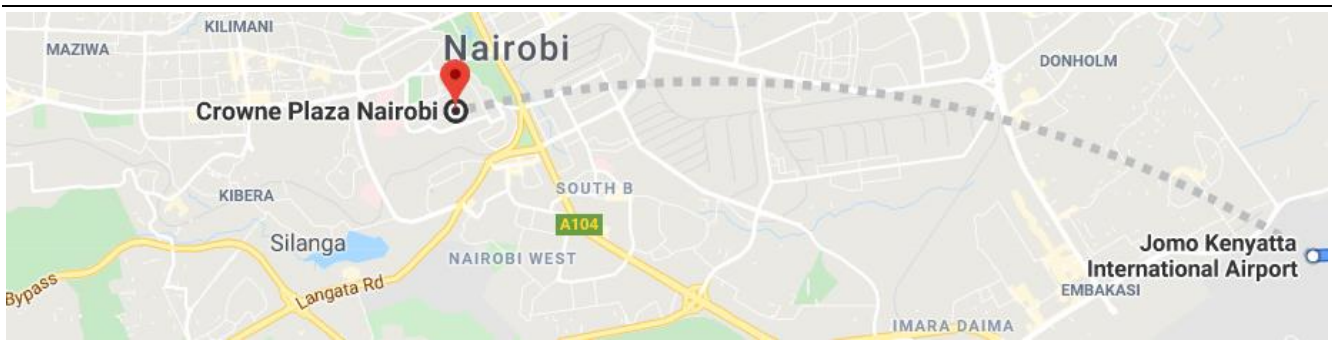 KILIMANI
MAZIWA
Nairobi
DONHOLM
Crowne Plaza Nairobi
KIBERA
SOUTH B
A104
Silanga
NAIROBI WEST
Jomo Kenyatta
International Airport
EMBAKASI
Bypass
Langata Rd
IMARA DAIMA